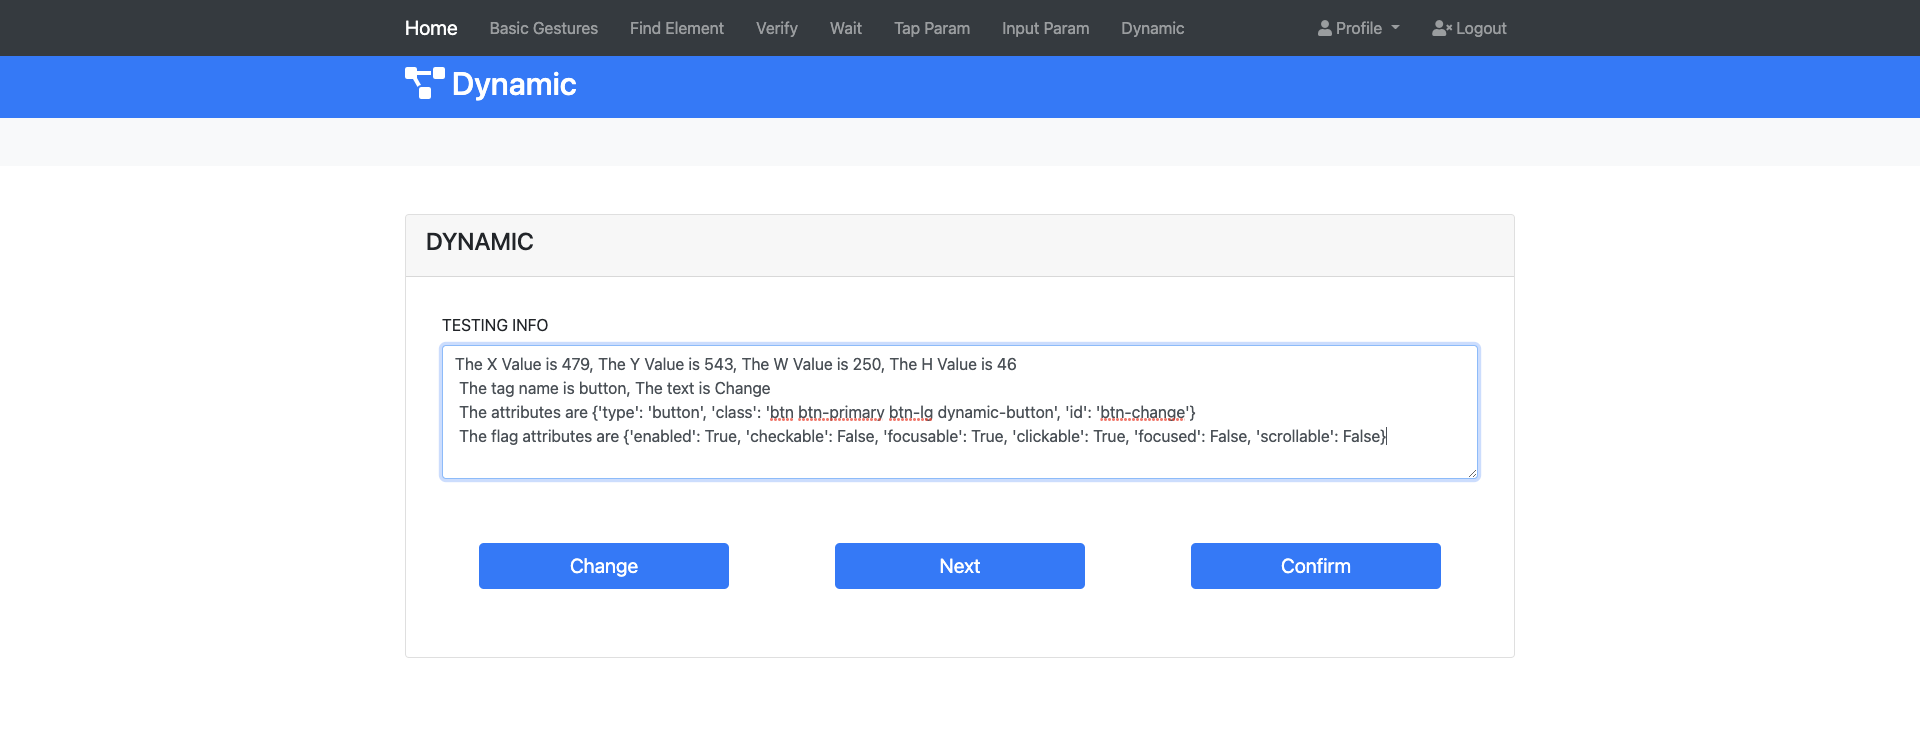 Home Basic Gestures Find Element Verify Wait Tap Param Input Param Dynamic Profile Logout
Dynamic
DYNAMIC
TESTING INFO
The X Value is 479, The Y Value is 543, The W Value is 250, The H Value is 46
The tag name is button, The text is Change
The attributes are {'type': 'button', 'class': 'btn btn-primary btn-lg dynamic-button', 'id': 'btn-change'}
The flag attributes are {'enabled': True, 'checkable': False, 'focusable': True, 'clickable': True, 'focused': False, 'scrollable': False}
Change Next Confirm